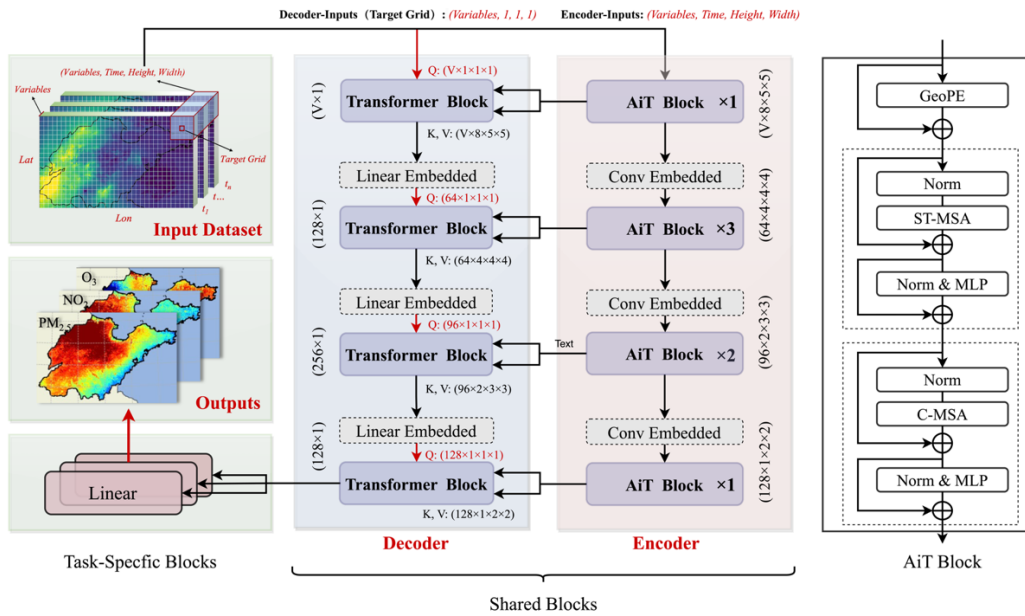 Decoder-Inputs (Target Grid) : (Variables, 1, 1, 1)
Encoder-Inputs: (Variables, Time, Height, Width)
(Variables, Time, Height, Width)
Variables
Lat
Target Grid
t_n
t...
t_1
Lon
Input Dataset
O3
NO2
PM2.5
Outputs
Linear
Task-Specfic Blocks
Q: (V×1×1×1)
(V×1)
Transformer Block
K, V: (V×8×5×5)
Linear Embedded
Q: (64×1×1×1)
(128×1)
Transformer Block
K, V: (64×4×4×4)
Linear Embedded
Q: (96×1×1×1)
(256×1)
Transformer Block
K, V: (96×2×3×3)
Linear Embedded
Q: (128×1×1×1)
(128×1)
Transformer Block
K, V: (128×1×2×2)
Decoder
AiT Block ×1
(V×8×5×5)
Conv Embedded
AiT Block ×3
(64×4×4×4)
Conv Embedded
Text
AiT Block ×2
(96×2×3×3)
Conv Embedded
AiT Block ×1
(128×1×2×2)
Encoder
Shared Blocks
GeoPE
Norm
ST-MSA
Norm & MLP
Norm
C-MSA
Norm & MLP
AiT Block